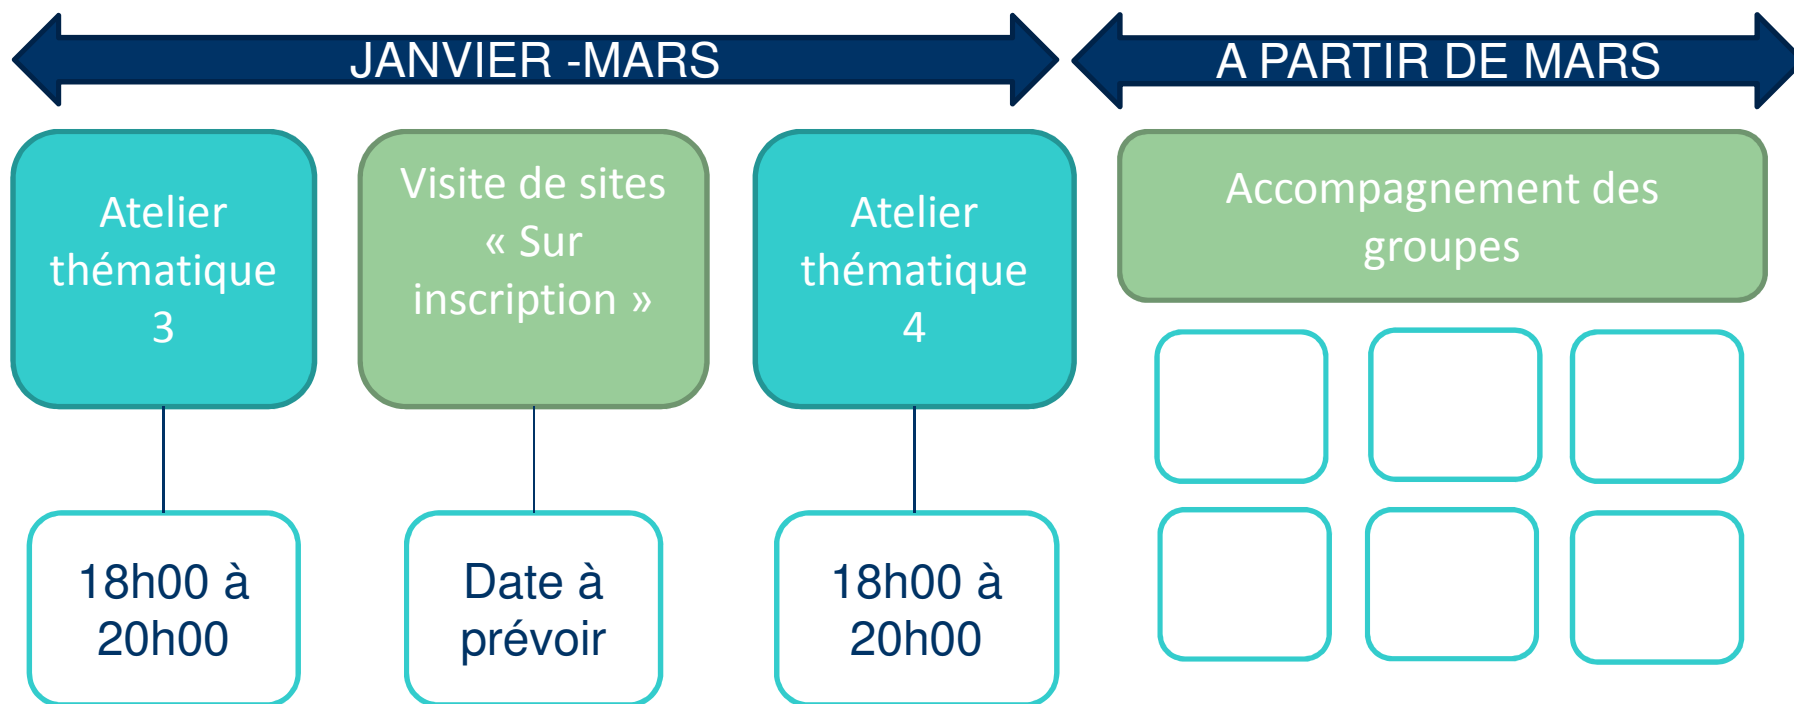 JANVIER -MARS
A PARTIR DE MARS
Atelier
thématique
3
Visite de sites
« Sur
inscription »
Atelier
thématique
4
Accompagnement des
groupes
18h00 à
20h00
Date à
prévoir
18h00 à
20h00